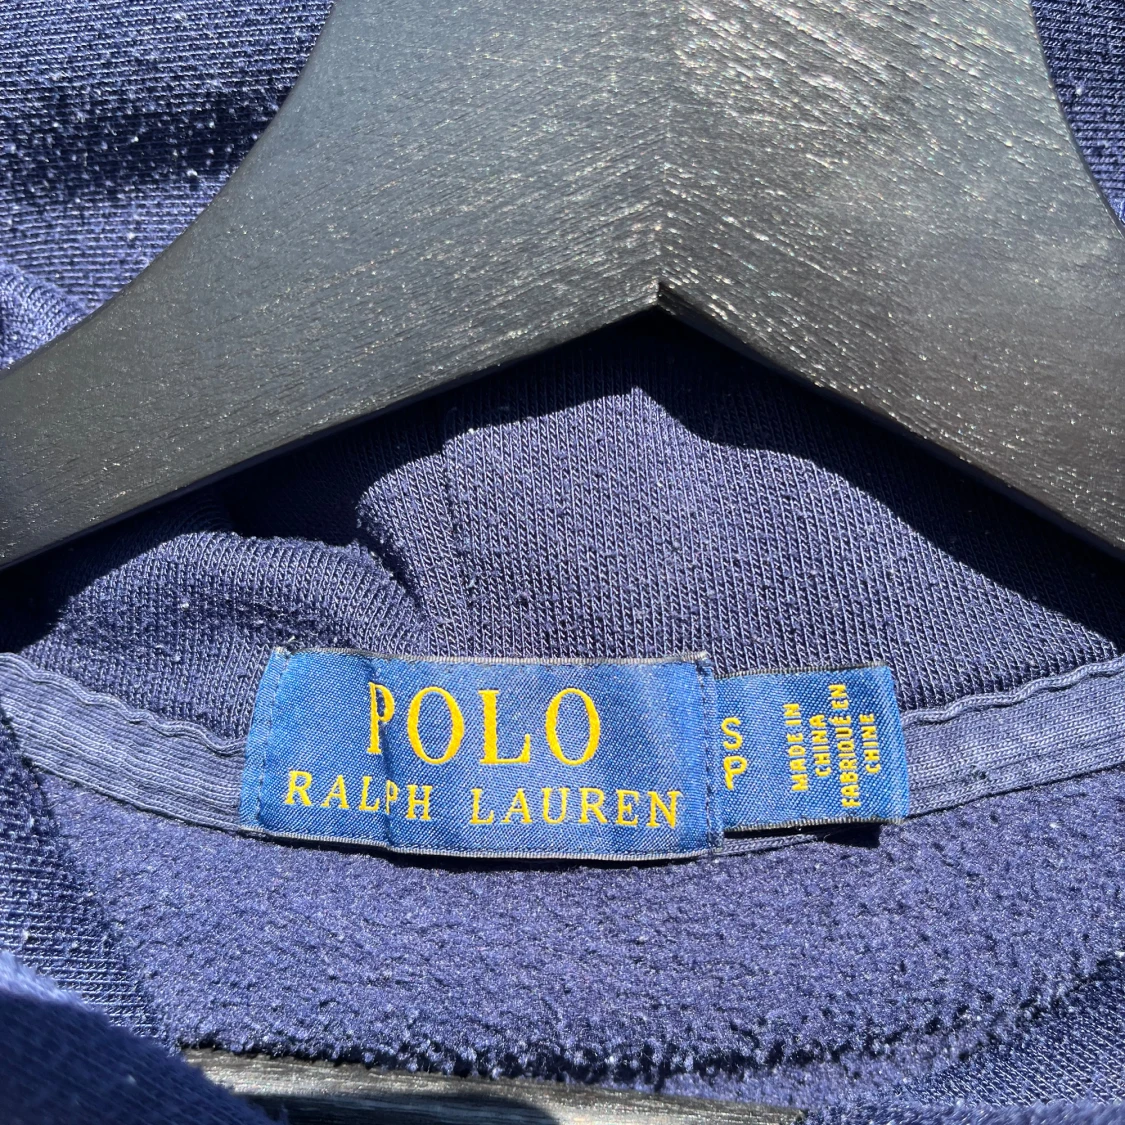 POLO
RALPH LAUREN
S
P
MADE IN
CHINA
FABRIQUÉ EN
CHINE